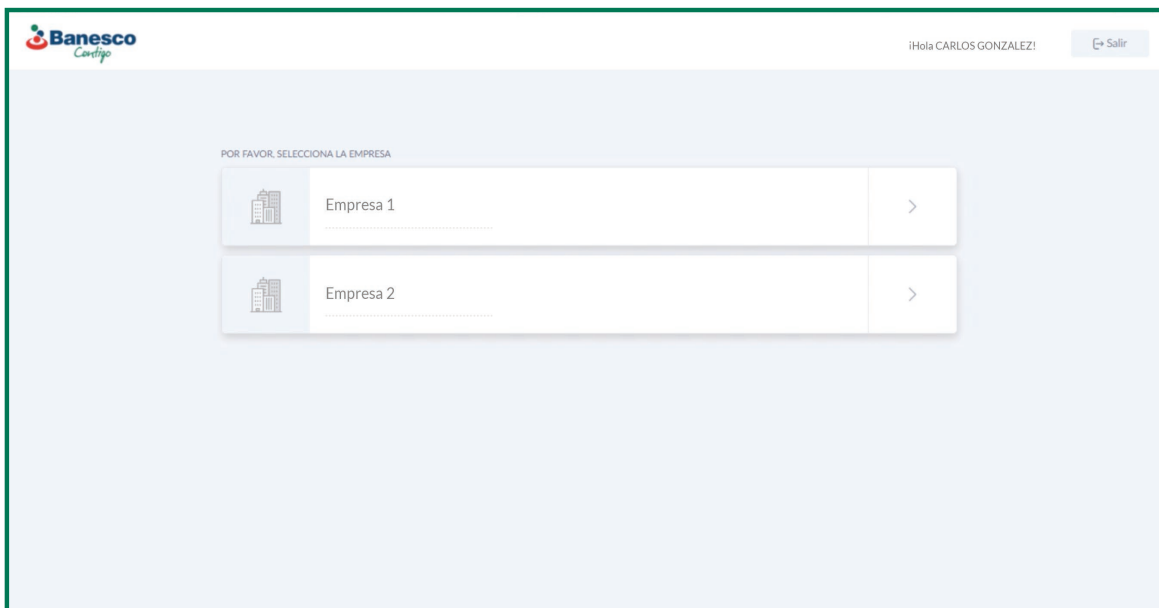 Banesco
Contigo
¡Hola CARLOS GONZALEZ!
Salir
POR FAVOR, SELECCIONA LA EMPRESA
Empresa 1
Empresa 2